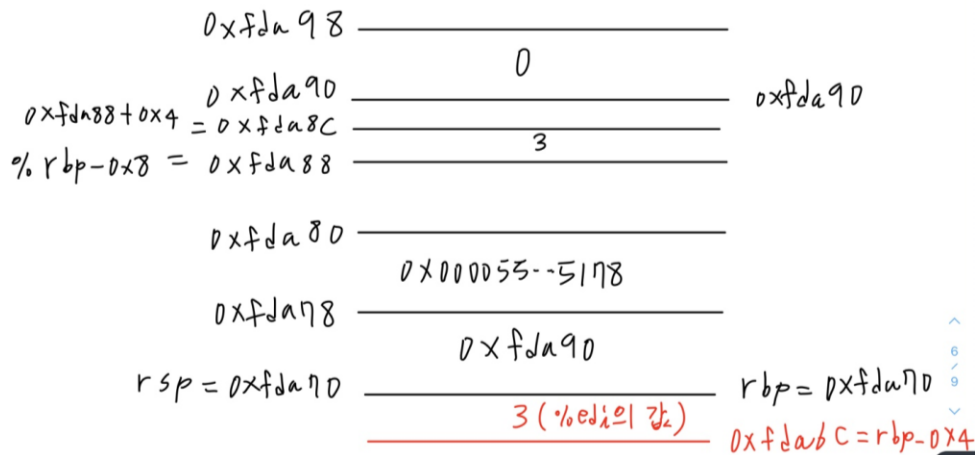 0xfda98
0
0xfda90
0xfda90
0xfda88+0x4 = 0xfda8C
3
%rbp-0x8 = 0xfda88
0xfda80
0x000055--5178
0xfda78
0xfda90
rsp = 0xfda70
rbp = 0xfda70
3 (%edi의 값)
0xfda6C = rbp-0x4
6
/
9